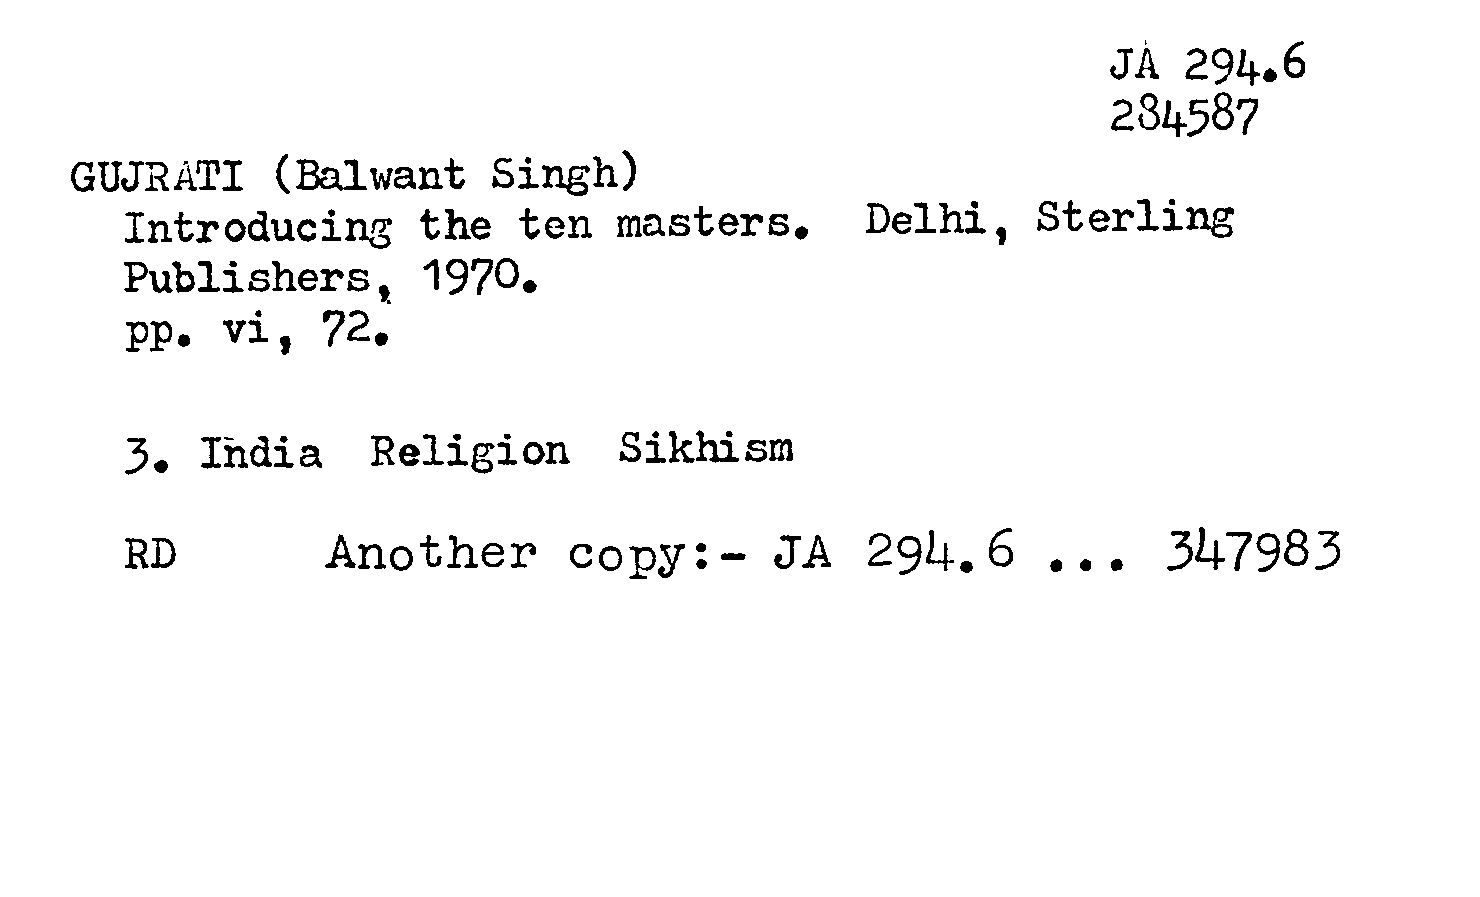 JA 294.6
284587
GUJRATI (Balwant Singh)
Introducing the ten masters. Delhi, Sterling
Publishers, 1970.
pp. vi, 72.
3. India Religion Sikhism
RD Another copy:- JA 294.6 ... 347983